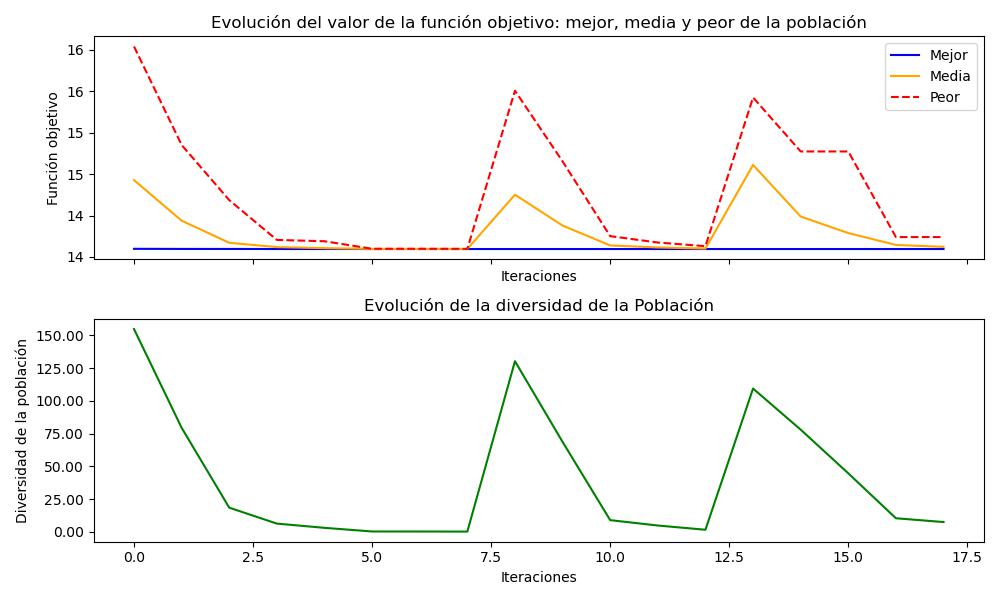 Evolución del valor de la función objetivo: mejor, media y peor de la población
Función objetivo
16
16
15
15
14
14
Mejor
Media
Peor
Iteraciones
Evolución de la diversidad de la Población
Diversidad de la población
150.00
125.00
100.00
75.00
50.00
25.00
0.00
0.0 2.5 5.0 7.5 10.0 12.5 15.0 17.5
Iteraciones